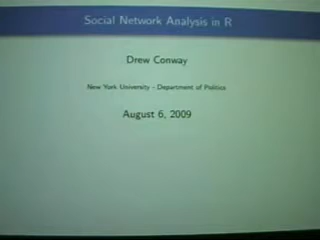 Social Network Analysis in R
Drew Conway
New York University - Department of Politics
August 6, 2009